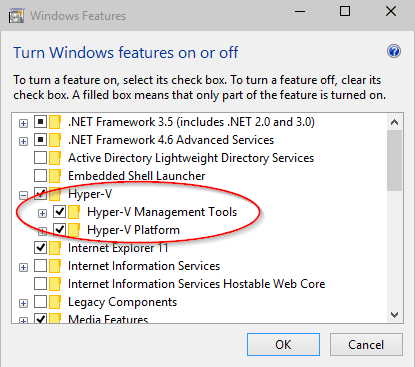 Windows Features
Turn Windows features on or off
To turn a feature on, select its check box. To turn a feature off, clear its
check box. A filled box means that only part of the feature is turned on.
.NET Framework 3.5 (includes .NET 2.0 and 3.0)
.NET Framework 4.6 Advanced Services
Active Directory Lightweight Directory Services
Embedded Shell Launcher
Hyper-V
Hyper-V Management Tools
Hyper-V Platform
Internet Explorer 11
Internet Information Services
Internet Information Services Hostable Web Core
Legacy Components
Media Features
OK Cancel